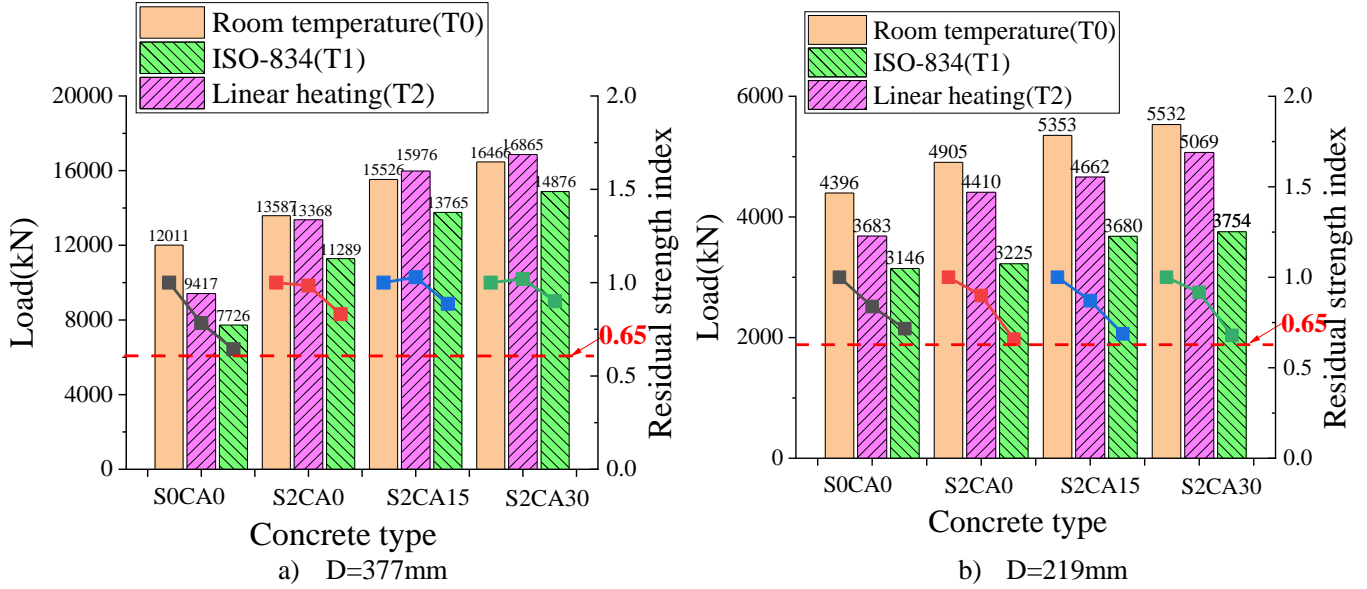 Room temperature(T0)
ISO-834(T1)
Linear heating(T2)
20000
16000
12000
8000
4000
0
Load(kN)
12011
9417
7726
13587
13368
11289
15526
15976
13765
16466
16865
14876
2.0
1.5
1.0
0.65
0.5
0.0
Residual strength index
S0CA0
S2CA0
S2CA15
S2CA30
Concrete type
a) D=377mm
Room temperature(T0)
ISO-834(T1)
Linear heating(T2)
6000
4000
2000
0
Load(kN)
4396
3683
3146
4905
4410
3225
5353
4662
3680
5532
5069
3754
2.0
1.5
1.0
0.65
0.5
0.0
Residual strength index
S0CA0
S2CA0
S2CA15
S2CA30
Concrete type
b) D=219mm